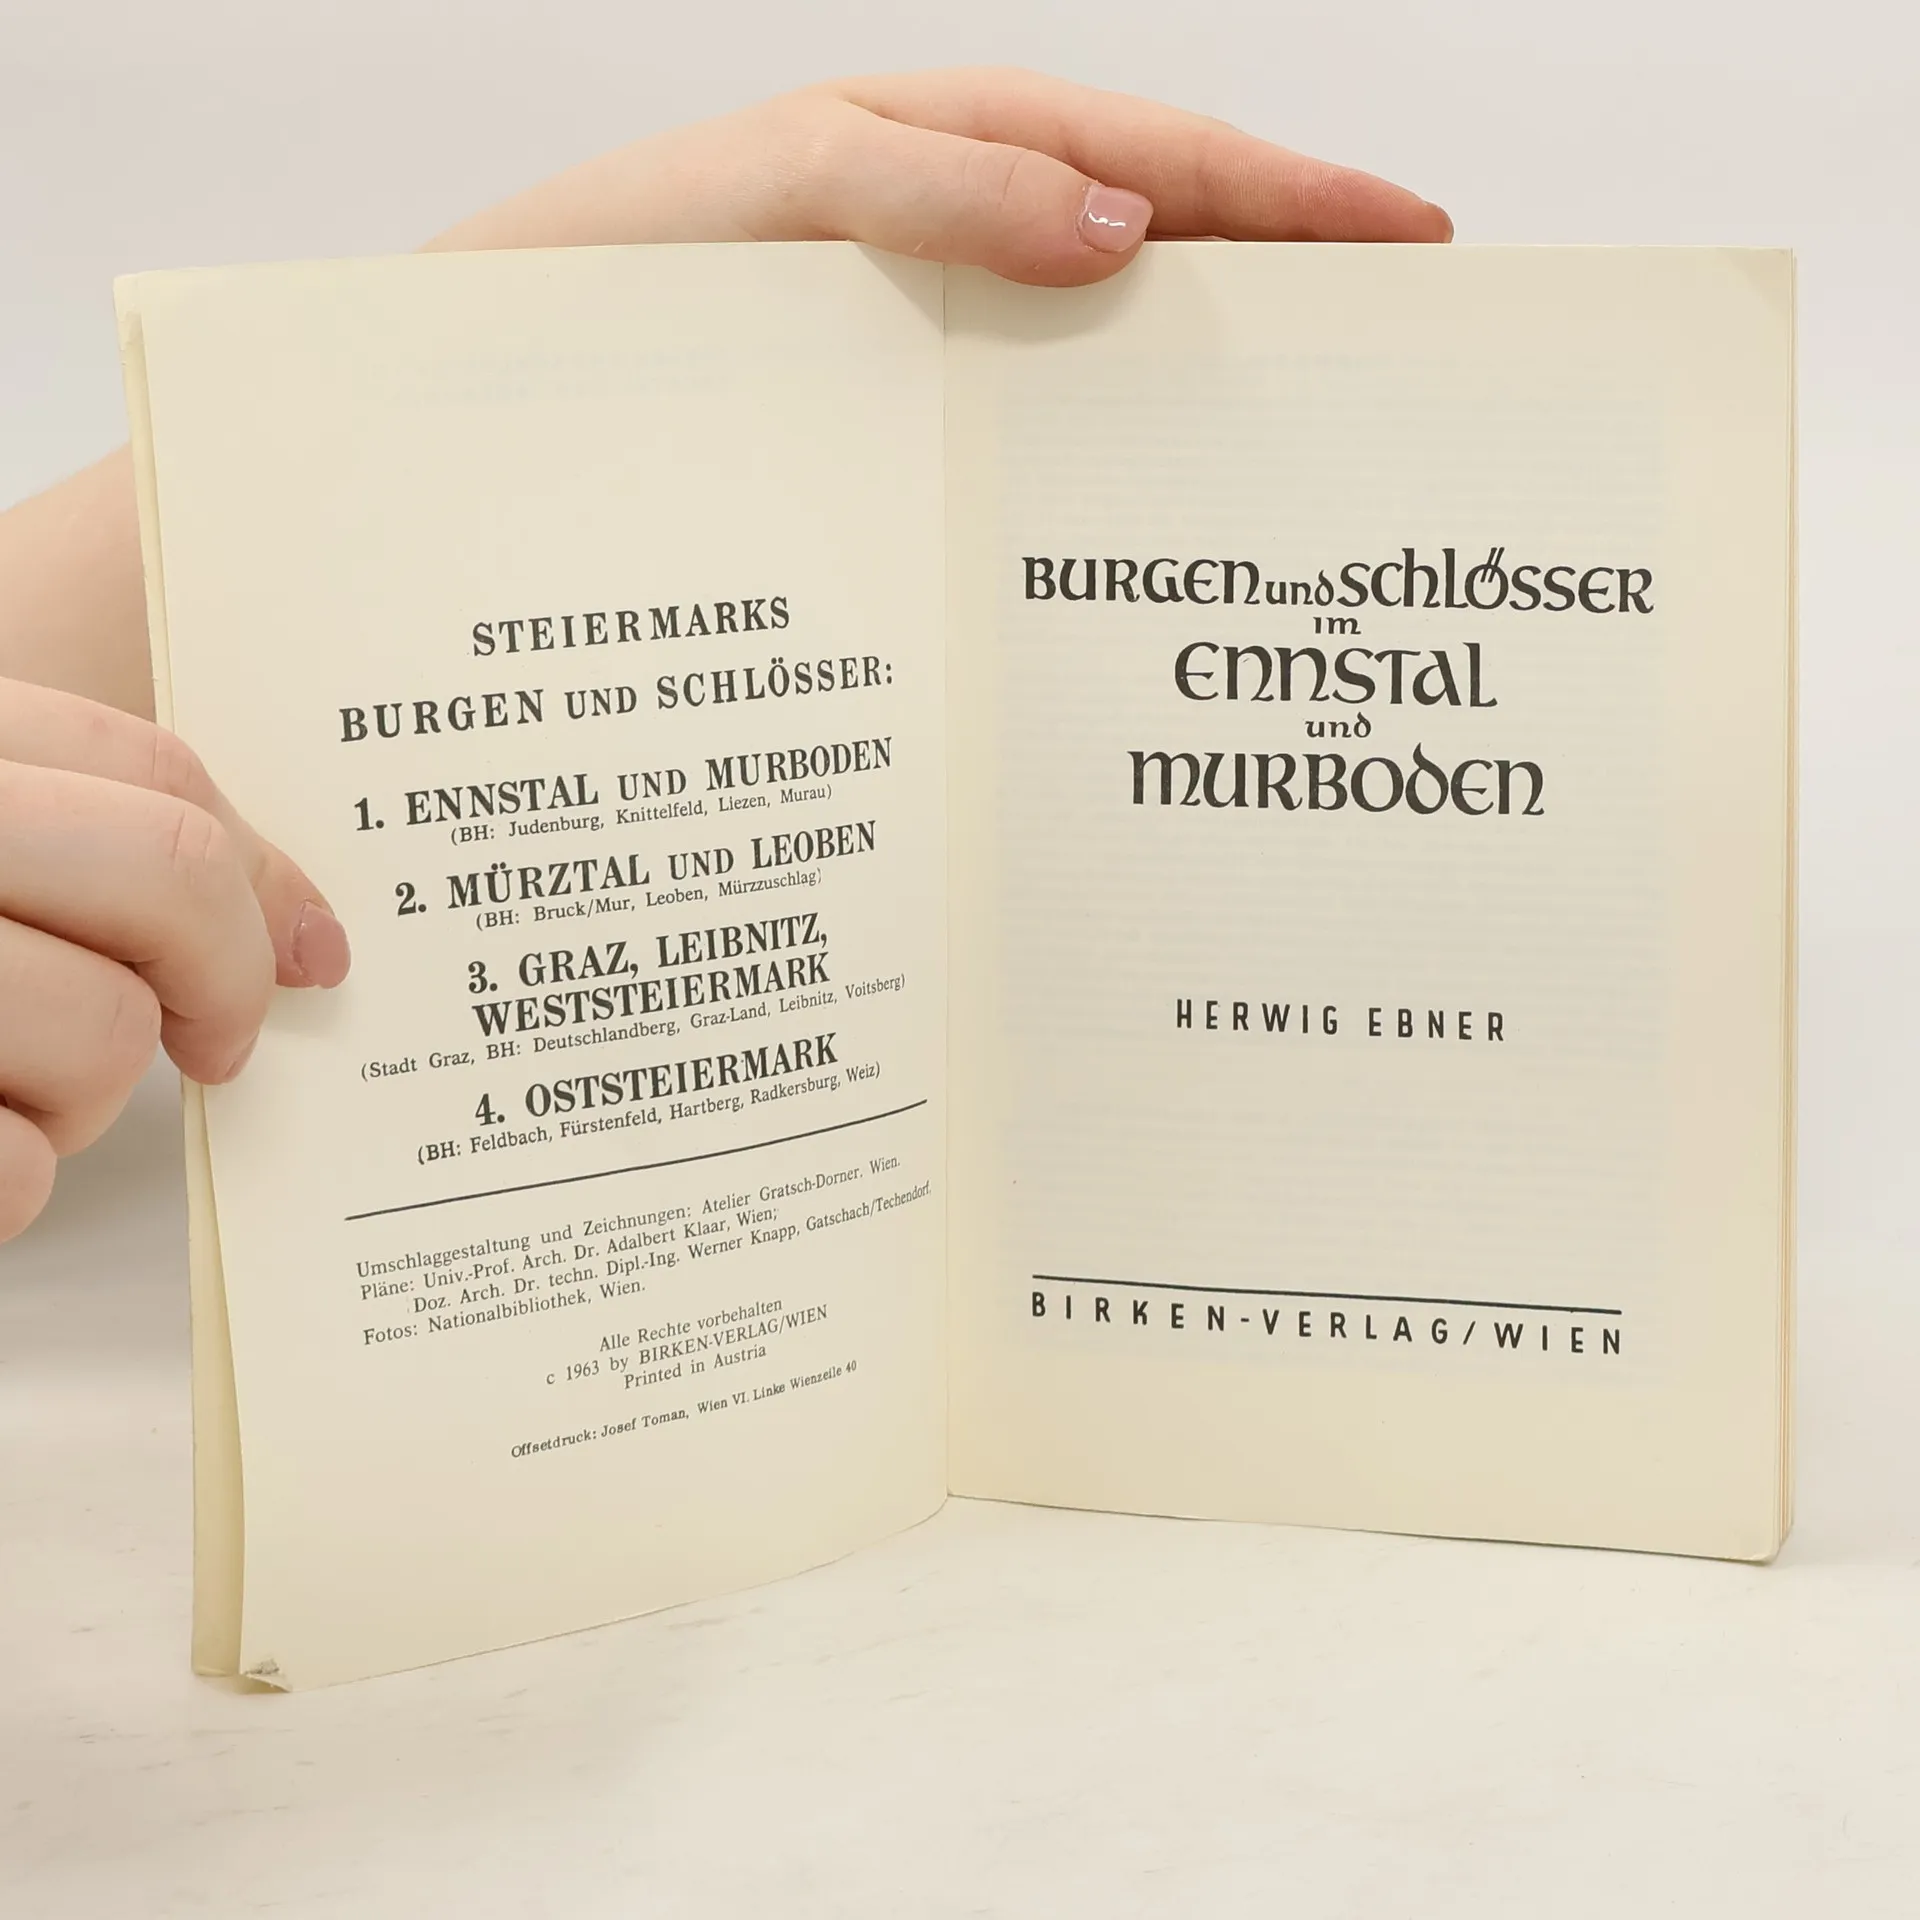 STEIERMARKS
BURGEN UND SCHLÖSSER:
1. ENNSTAL UND MURBODEN
(BH: Judenburg, Knittelfeld, Liezen, Murau)
2. MÜRZTAL UND LEOBEN
(BH: Bruck/Mur, Leoben, Mürzzuschlag)
3. GRAZ, LEIBNITZ,
WESTSTEIERMARK
(Stadt Graz, BH: Deutschlandberg, Graz-Land, Leibnitz, Voitsberg)
4. OSTSTEIERMARK
(BH: Feldbach, Fürstenfeld, Hartberg, Radkersburg, Weiz)
Umschlaggestaltung und Zeichnungen: Atelier Gratsch-Dorner. Wien.
Pläne: Univ.-Prof. Arch. Dr. Adalbert Klaar, Wien;
Doz. Arch. Dr. techn. Dipl.-Ing. Werner Knapp, Gatschach/Techendorf.
Fotos: Nationalbibliothek, Wien.
Alle Rechte vorbehalten
c 1963 by BIRKEN-VERLAG/WIEN
Printed in Austria
Offsetdruck: Josef Toman, Wien VI. Linke Wienzeile 40
BURGEN und SCHLÖSSER
im
ENNSTAL
und
MURBODEN
HERWIG EBNER
BIRKEN-VERLAG/WIEN